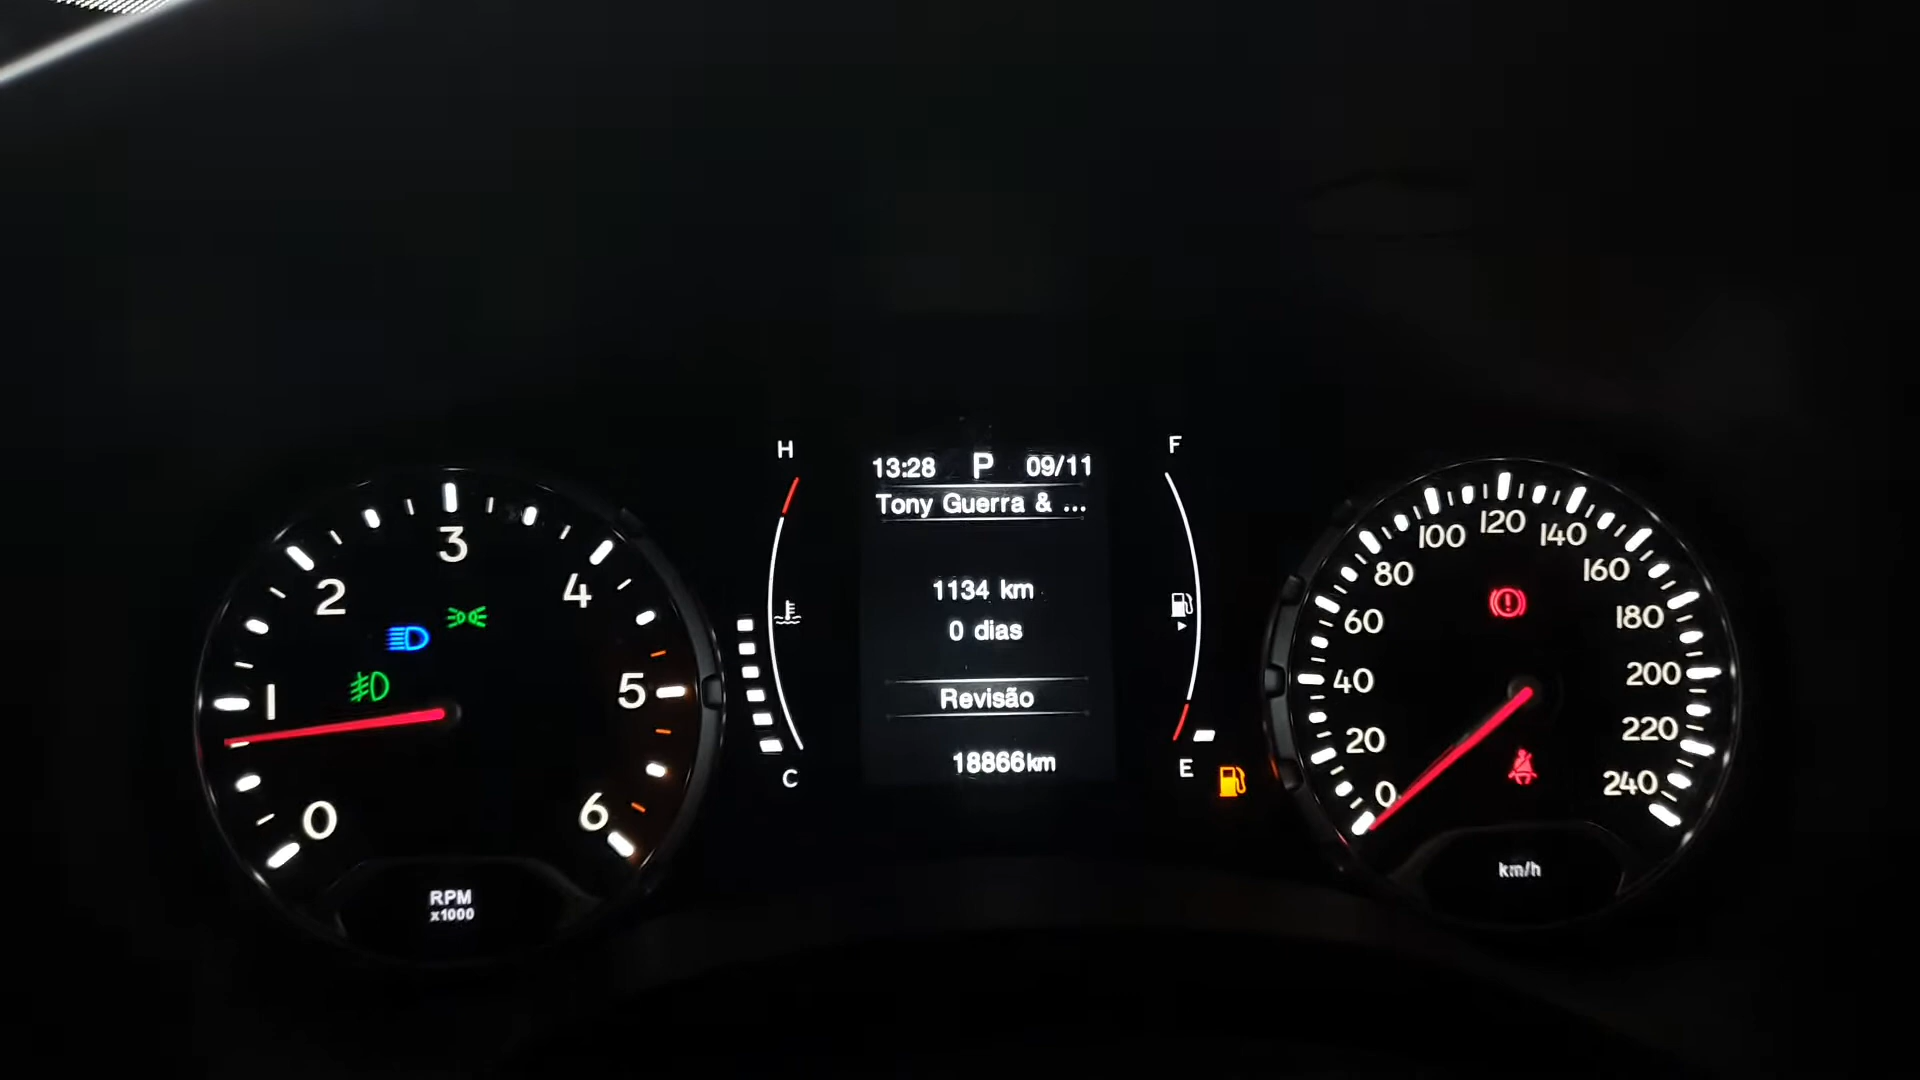 0
1
2
3
4
5
6
RPM
x1000
H
C
13:28 P 09/11
Tony Guerra & ...
1134 km
0 dias
Revisão
18866km
F
E
0
20
40
60
80
100
120
140
160
180
200
220
240
km/h